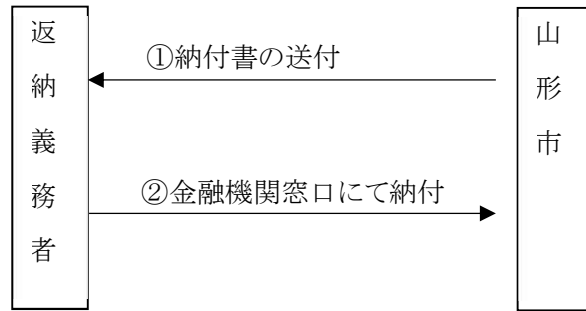 返納義務者
①納付書の送付
②金融機関窓口にて納付
山形市